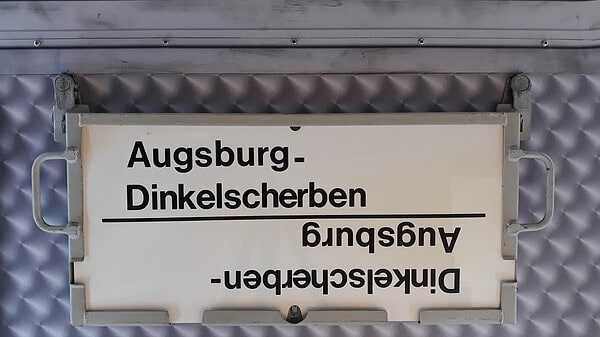 Augsburg-
Dinkelscherben
Dinkelscherben-
Augsburg